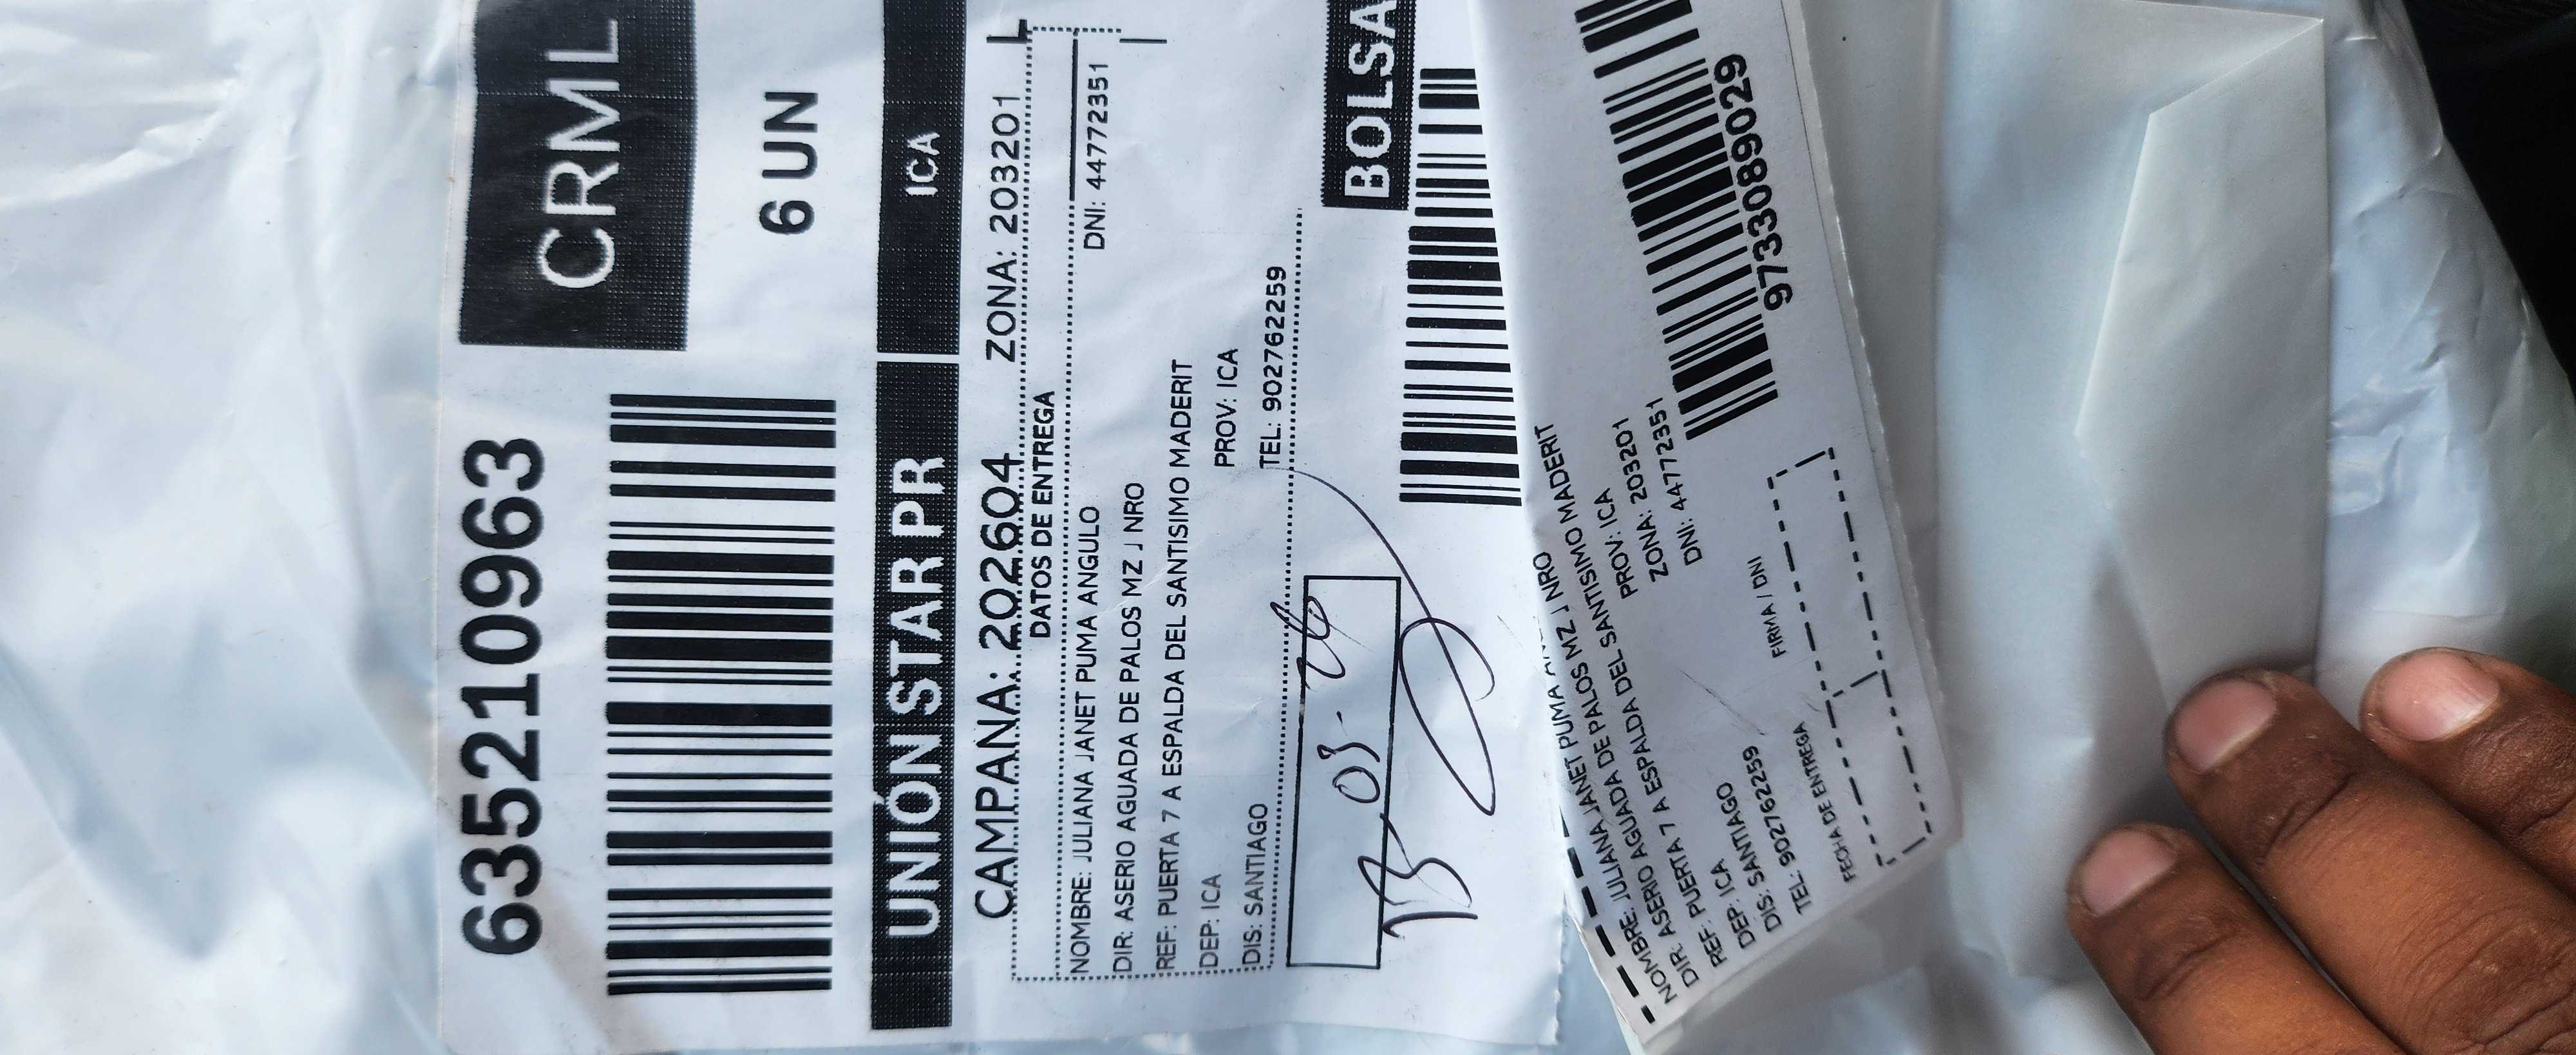 635210963
CRML
6 UN
UNIÓN STAR PR
ICA
CAMPAÑA: 202604 ZONA: 203201
DATOS DE ENTREGA
NOMBRE: JULIANA JANET PUMA ANGULO DNI: 44772351
DIR: ASERIO AGUADA DE PALOS MZ J NRO
REF: PUERTA 7 A ESPALDA DEL SANTISIMO MADERIT
DEP: ICA PROV: ICA
DIS: SANTIAGO TEL: 902762259
13-03-26
BOLSA
NOMBRE: JULIANA JANET PUMA
DIR: ASERIO AGUADA DE PALOS MZ J NRO
REF: PUERTA 7 A ESPALDA DEL SANTISIMO MADERIT
DEP: ICA PROV: ICA
DIS: SANTIAGO ZONA: 203201
TEL: 902762259 DNI: 44772351
FECHA DE ENTREGA FIRMA / DNI
9733089029